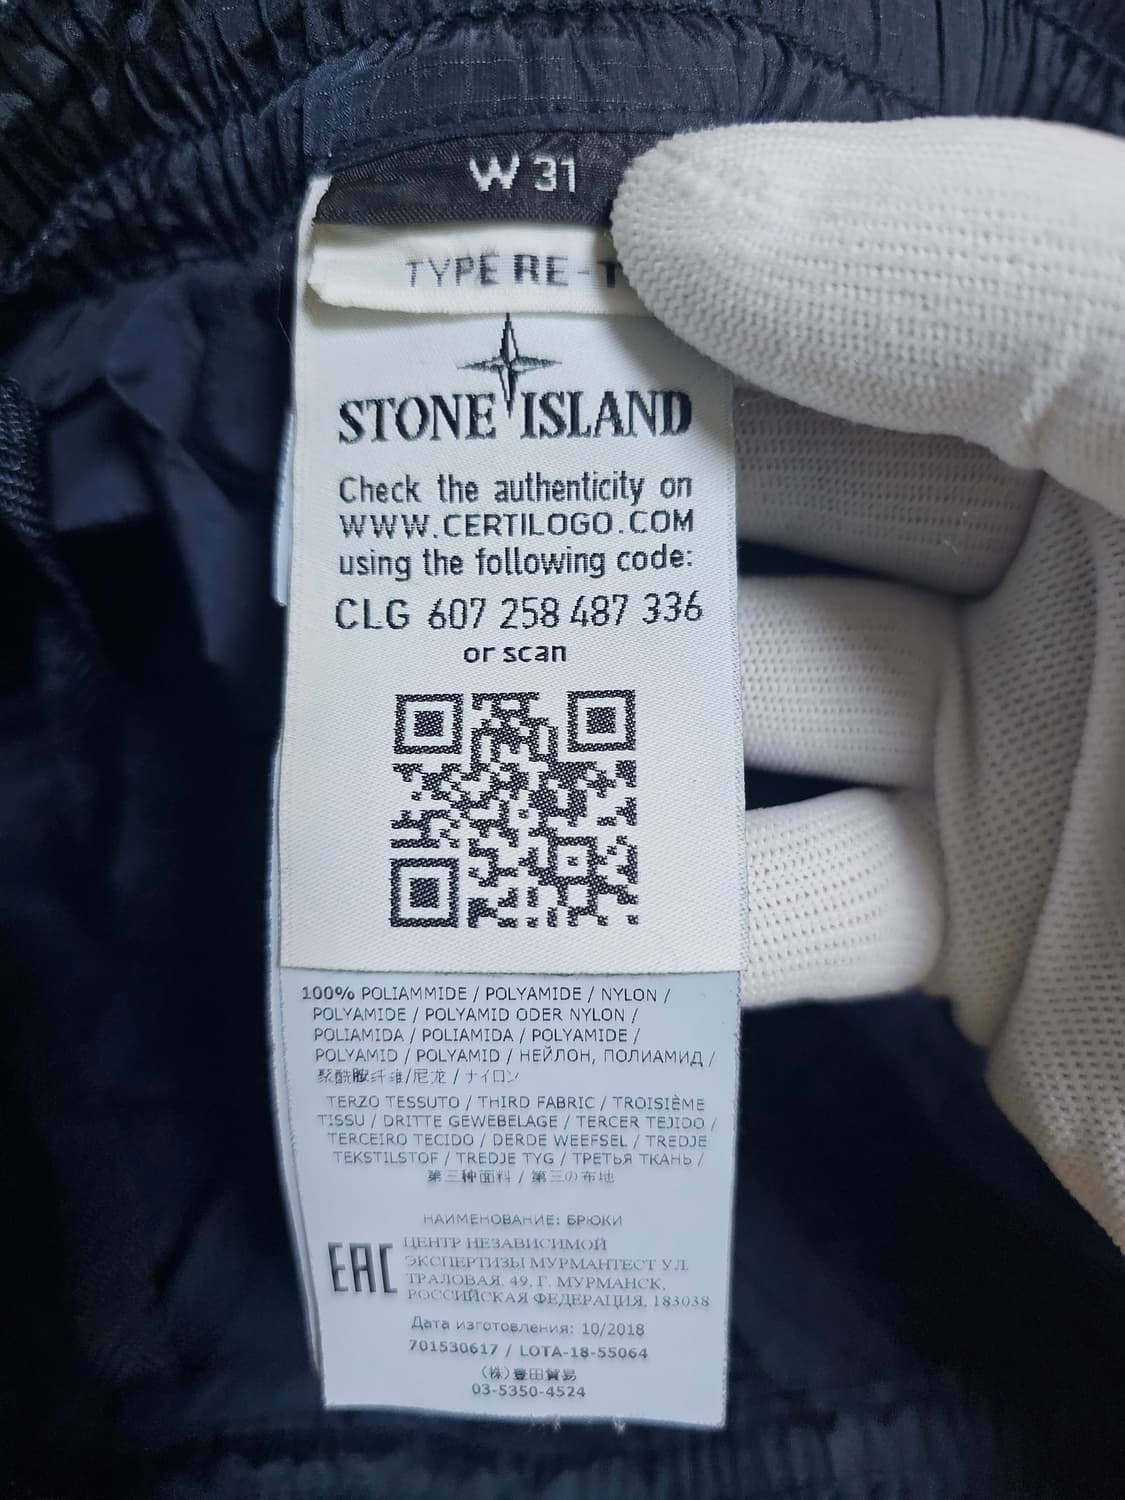 W 31
TYPE RE-T
STONE ISLAND
Check the authenticity on
WWW.CERTILOGO.COM
using the following code:
CLG 607 258 487 336
or scan
100% POLIAMMIDE / POLYAMIDE / NYLON /
POLYAMIDE / POLYAMID ODER NYLON /
POLIAMIDA / POLIAMIDA / POLYAMIDE /
POLYAMID / POLYAMID / НЕЙЛОН, ПОЛИАМИД /
聚酰胺纤维/尼龙 / ナイロン
TERZO TESSUTO / THIRD FABRIC / TROISIÈME
TISSU / DRITTE GEWEBELAGE / TERCER TEJIDO /
TERCEIRO TECIDO / DERDE WEEFSEL / TREDJE
TEKSTILSTOF / TREDJE TYG / ТРЕТЬЯ ТКАНЬ /
第三种面料 / 第三の布地
НАИМЕНОВАНИЕ: БРЮКИ
EAC
ЦЕНТР НЕЗАВИСИМОЙ
ЭКСПЕРТИЗЫ МУРМАНТЕСТ УЛ.
ТРАЛОВАЯ, 49, Г. МУРМАНСК,
РОССИЙСКАЯ ФЕДЕРАЦИЯ, 183038
Дата изготовления: 10/2018
701530617 / LOTA-18-55064
(株)豊田貿易
03-5350-4524